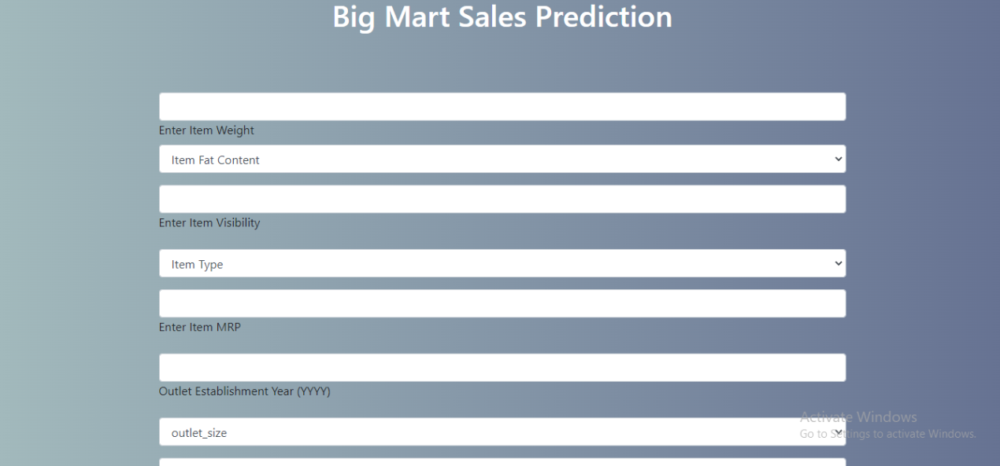 Big Mart Sales Prediction
Enter Item Weight
Item Fat Content
Enter Item Visibility
Item Type
Enter Item MRP
Outlet Establishment Year (YYYY)
outlet_size
Activate Windows
Go to Settings to activate Windows.